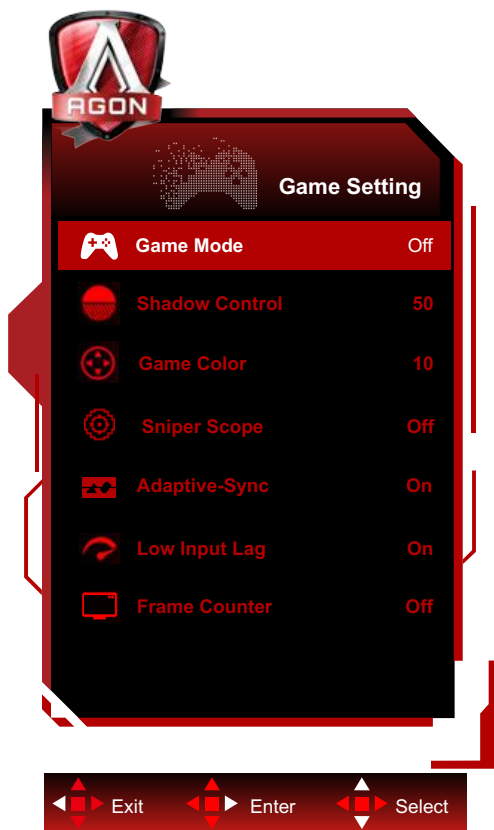 AGON
Game Setting
Game Mode Off
Shadow Control 50
Game Color 10
Sniper Scope Off
Adaptive-Sync On
Low Input Lag On
Frame Counter Off
Exit Enter Select